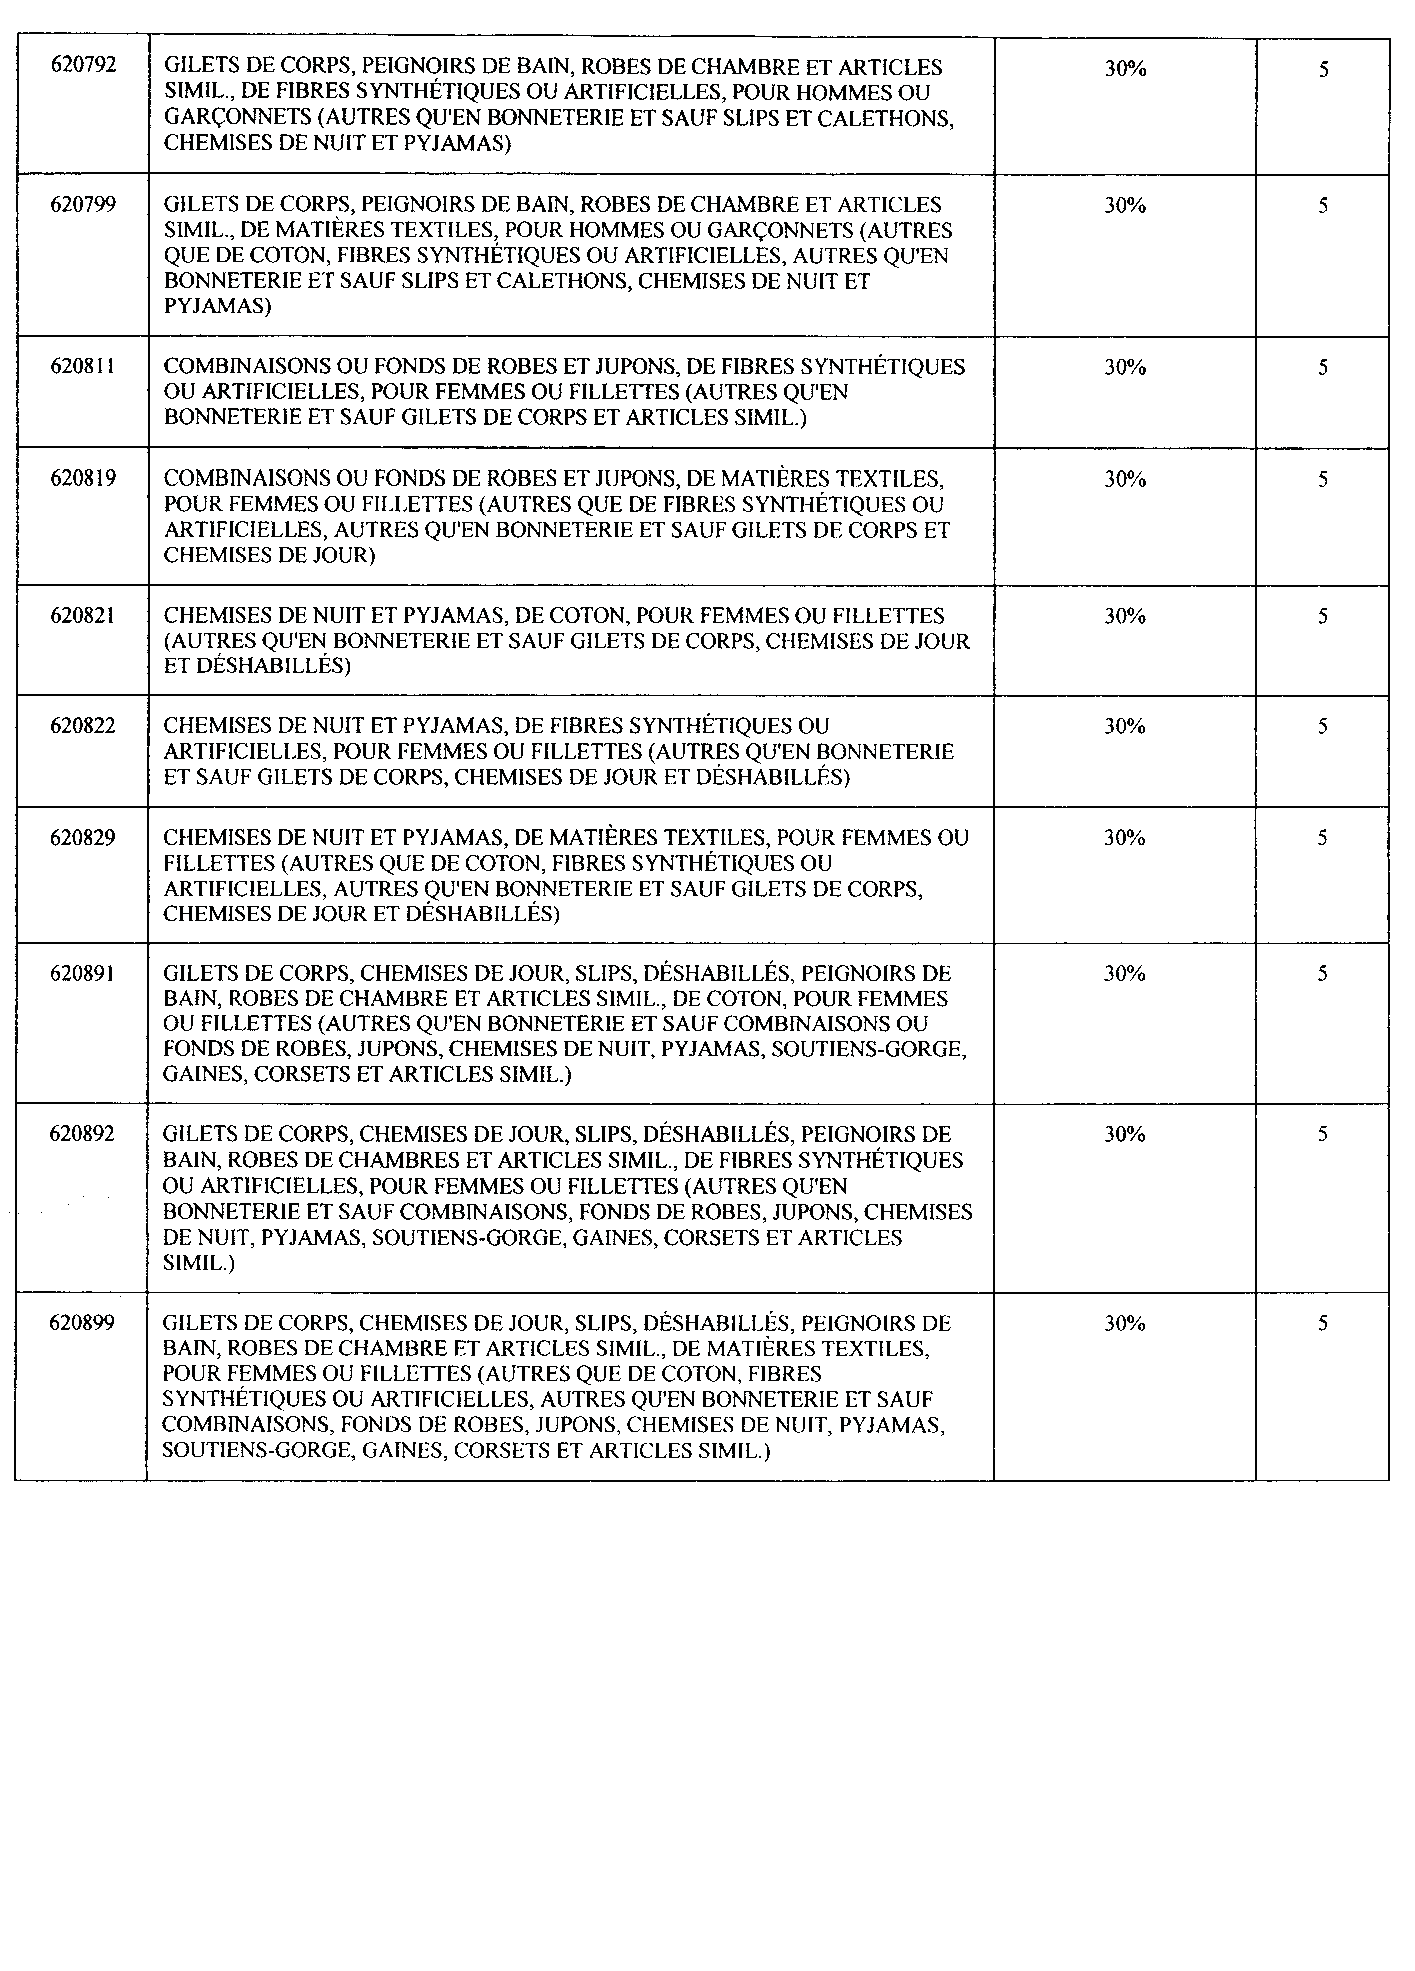 620792 GILETS DE CORPS, PEIGNOIRS DE BAIN, ROBES DE CHAMBRE ET ARTICLES 30% 5
SIMIL., DE FIBRES SYNTHÉTIQUES OU ARTIFICIELLES, POUR HOMMES OU
GARÇONNETS (AUTRES QU'EN BONNETERIE ET SAUF SLIPS ET CALETHONS,
CHEMISES DE NUIT ET PYJAMAS)
620799 GILETS DE CORPS, PEIGNOIRS DE BAIN, ROBES DE CHAMBRE ET ARTICLES 30% 5
SIMIL., DE MATIÈRES TEXTILES, POUR HOMMES OU GARÇONNETS (AUTRES
QUE DE COTON, FIBRES SYNTHÉTIQUES OU ARTIFICIELLES, AUTRES QU'EN
BONNETERIE ET SAUF SLIPS ET CALETHONS, CHEMISES DE NUIT ET
PYJAMAS)
620811 COMBINAISONS OU FONDS DE ROBES ET JUPONS, DE FIBRES SYNTHÉTIQUES 30% 5
OU ARTIFICIELLES, POUR FEMMES OU FILLETTES (AUTRES QU'EN
BONNETERIE ET SAUF GILETS DE CORPS ET ARTICLES SIMIL.)
620819 COMBINAISONS OU FONDS DE ROBES ET JUPONS, DE MATIÈRES TEXTILES, 30% 5
POUR FEMMES OU FILLETTES (AUTRES QUE DE FIBRES SYNTHÉTIQUES OU
ARTIFICIELLES, AUTRES QU'EN BONNETERIE ET SAUF GILETS DE CORPS ET
CHEMISES DE JOUR)
620821 CHEMISES DE NUIT ET PYJAMAS, DE COTON, POUR FEMMES OU FILLETTES 30% 5
(AUTRES QU'EN BONNETERIE ET SAUF GILETS DE CORPS, CHEMISES DE JOUR
ET DÉSHABILLÉS)
620822 CHEMISES DE NUIT ET PYJAMAS, DE FIBRES SYNTHÉTIQUES OU 30% 5
ARTIFICIELLES, POUR FEMMES OU FILLETTES (AUTRES QU'EN BONNETERIE
ET SAUF GILETS DE CORPS, CHEMISES DE JOUR ET DÉSHABILLÉS)
620829 CHEMISES DE NUIT ET PYJAMAS, DE MATIÈRES TEXTILES, POUR FEMMES OU 30% 5
FILLETTES (AUTRES QUE DE COTON, FIBRES SYNTHÉTIQUES OU
ARTIFICIELLES, AUTRES QU'EN BONNETERIE ET SAUF GILETS DE CORPS,
CHEMISES DE JOUR ET DÉSHABILLÉS)
620891 GILETS DE CORPS, CHEMISES DE JOUR, SLIPS, DÉSHABILLÉS, PEIGNOIRS DE 30% 5
BAIN, ROBES DE CHAMBRE ET ARTICLES SIMIL., DE COTON, POUR FEMMES
OU FILLETTES (AUTRES QU'EN BONNETERIE ET SAUF COMBINAISONS OU
FONDS DE ROBES, JUPONS, CHEMISES DE NUIT, PYJAMAS, SOUTIENS-GORGE,
GAINES, CORSETS ET ARTICLES SIMIL.)
620892 GILETS DE CORPS, CHEMISES DE JOUR, SLIPS, DÉSHABILLÉS, PEIGNOIRS DE 30% 5
BAIN, ROBES DE CHAMBRES ET ARTICLES SIMIL., DE FIBRES SYNTHÉTIQUES
OU ARTIFICIELLES, POUR FEMMES OU FILLETTES (AUTRES QU'EN
BONNETERIE ET SAUF COMBINAISONS, FONDS DE ROBES, JUPONS, CHEMISES
DE NUIT, PYJAMAS, SOUTIENS-GORGE, GAINES, CORSETS ET ARTICLES
SIMIL.)
620899 GILETS DE CORPS, CHEMISES DE JOUR, SLIPS, DÉSHABILLÉS, PEIGNOIRS DE 30% 5
BAIN, ROBES DE CHAMBRE ET ARTICLES SIMIL., DE MATIÈRES TEXTILES,
POUR FEMMES OU FILLETTES (AUTRES QUE DE COTON, FIBRES
SYNTHÉTIQUES OU ARTIFICIELLES, AUTRES QU'EN BONNETERIE ET SAUF
COMBINAISONS, FONDS DE ROBES, JUPONS, CHEMISES DE NUIT, PYJAMAS,
SOUTIENS-GORGE, GAINES, CORSETS ET ARTICLES SIMIL.)